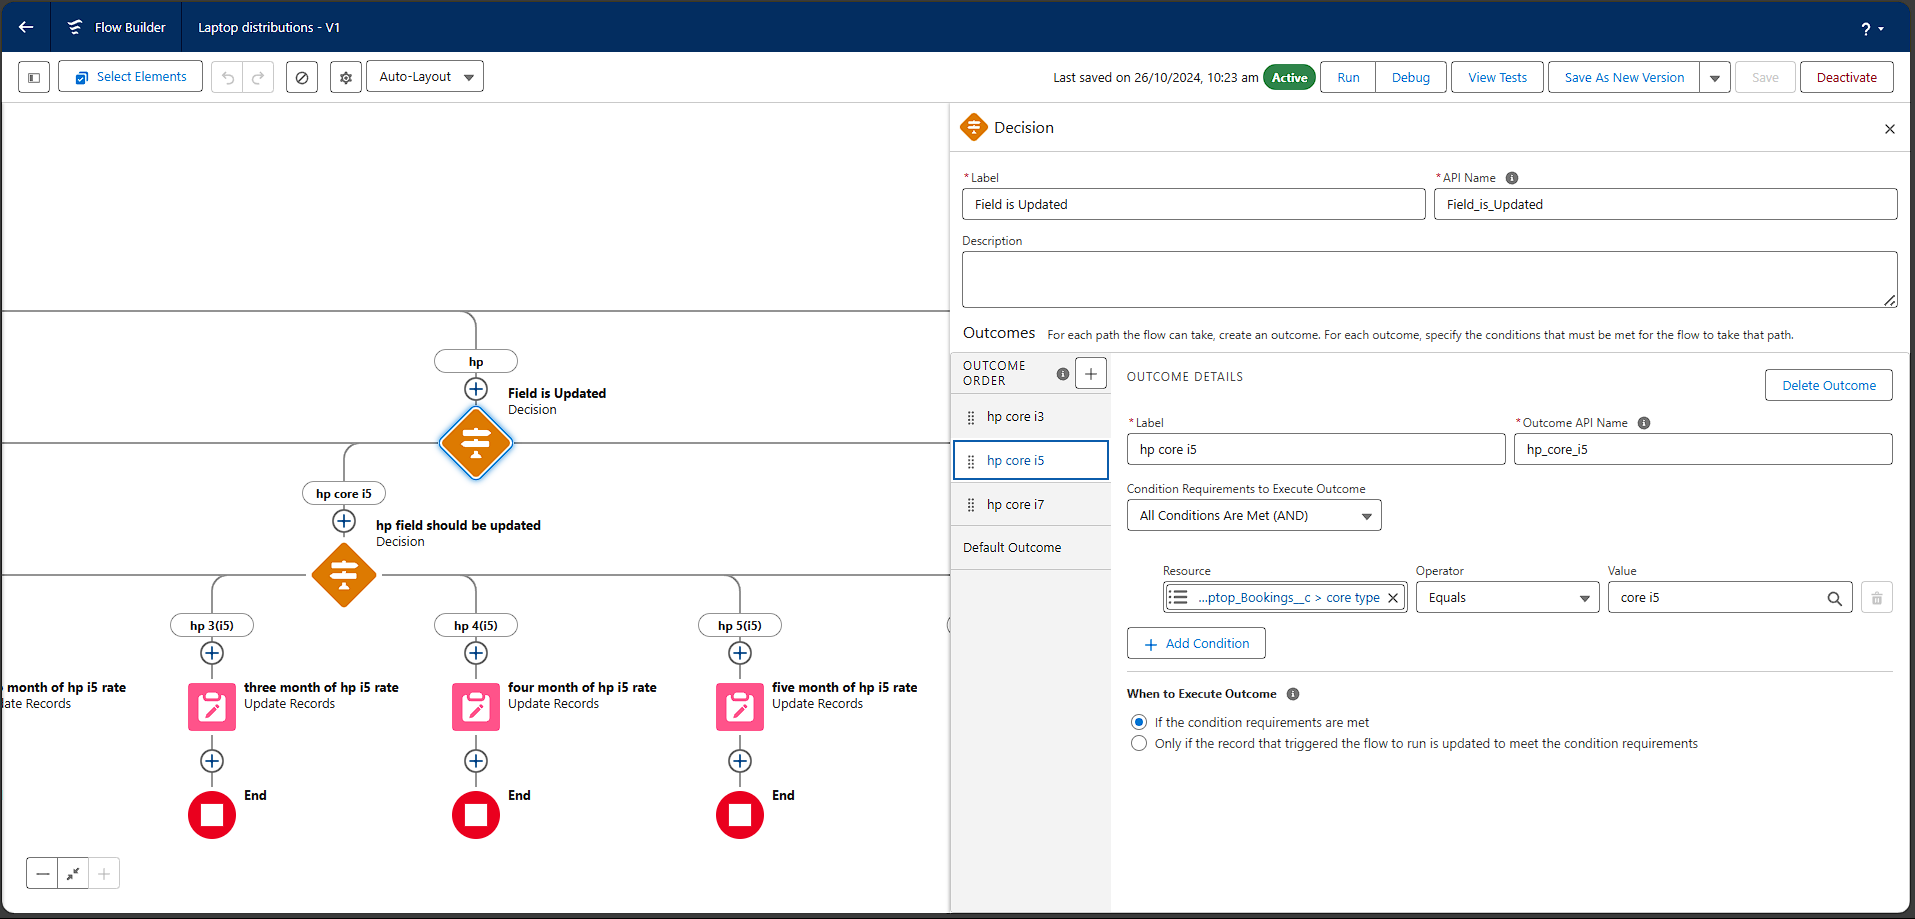 Flow Builder
Laptop distributions - V1
?
Select Elements
Auto-Layout
Last saved on 26/10/2024, 10:23 am
Active
Run
Debug
View Tests
Save As New Version
Save
Deactivate
hp
Field is Updated
Decision
hp core i5
hp field should be updated
Decision
hp 3(i5)
hp 4(i5)
hp 5(i5)
month of hp i5 rate
late Records
three month of hp i5 rate
Update Records
four month of hp i5 rate
Update Records
five month of hp i5 rate
Update Records
End
End
End
Decision
* Label
Field is Updated
* API Name
Field_is_Updated
Description
Outcomes For each path the flow can take, create an outcome. For each outcome, specify the conditions that must be met for the flow to take that path.
OUTCOME
ORDER
hp core i3
hp core i5
hp core i7
Default Outcome
OUTCOME DETAILS
Delete Outcome
* Label
hp core i5
* Outcome API Name
hp_core_i5
Condition Requirements to Execute Outcome
All Conditions Are Met (AND)
Resource
...ptop_Bookings__c > core type
Operator
Equals
Value
core i5
Add Condition
When to Execute Outcome
If the condition requirements are met
Only if the record that triggered the flow to run is updated to meet the condition requirements